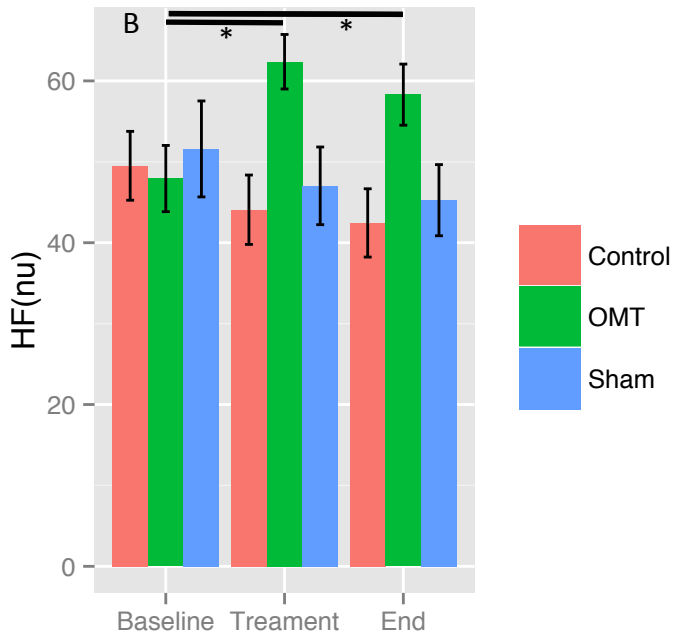 B
* *
60
40
20
0
HF(nu)
Baseline Treament End
Control
OMT
Sham